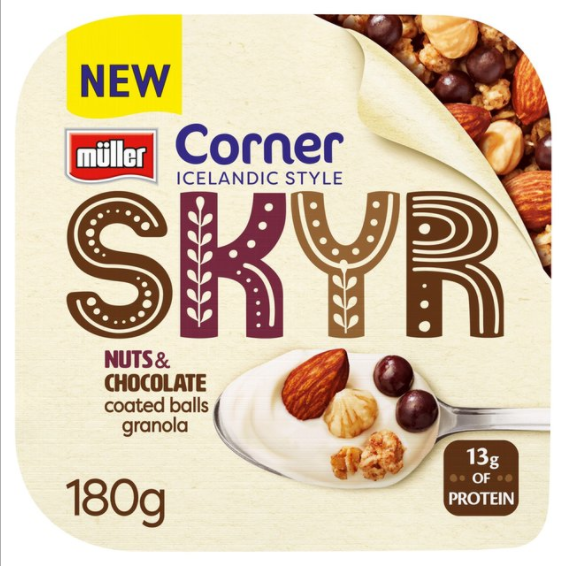 NEW
müller
Corner
ICELANDIC STYLE
SKYR
NUTS &
CHOCOLATE
coated balls
granola
180g
13g
OF
PROTEIN